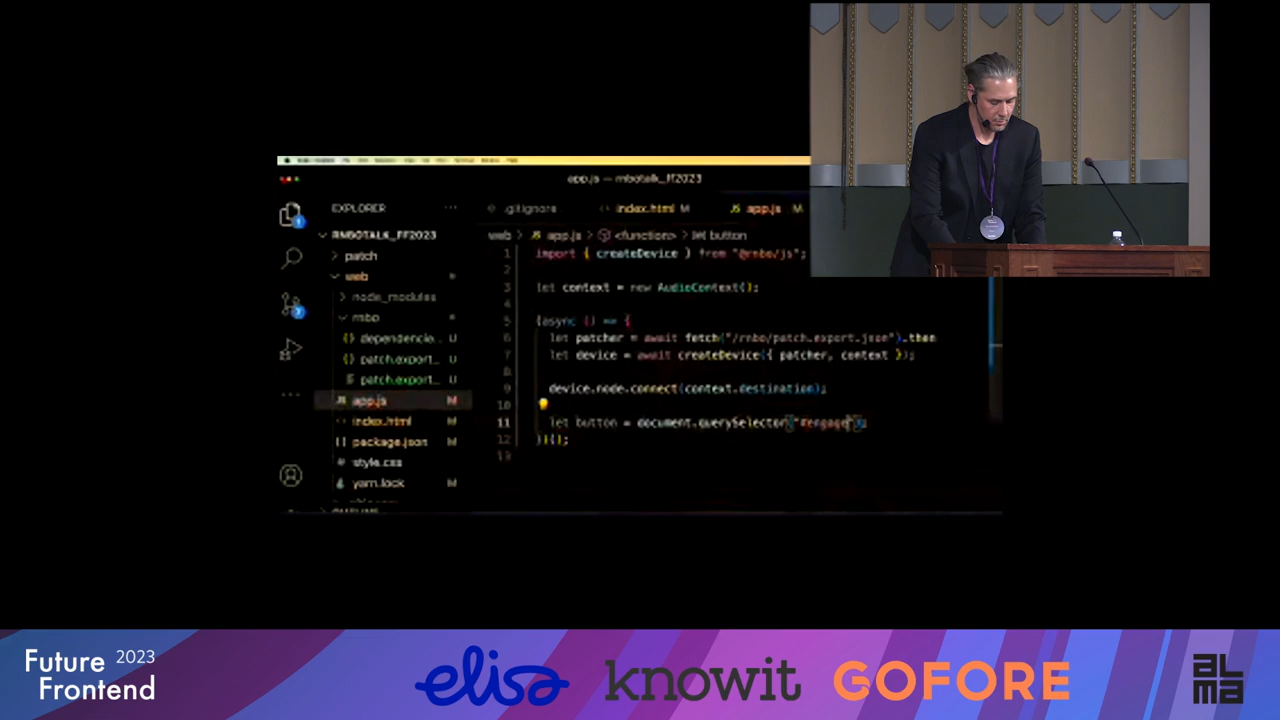 app.js — rnbotalk_ff2023
EXPLORER
.gitignore
index.html M
app.js M
RNBOTALK_FF2023
patch
web
node_modules
rnbo
dependencie... U
patch.export... U
patch.export... U
app.js M
index.html M
package.json M
style.css
yarn.lock M
OUTLINE
web > app.js > <function> > button
1 import { createDevice } from "@rnbo/js";
2
3 let context = new AudioContext();
4
5 (async () => {
6 let patcher = await fetch("/rnbo/patch.export.json").then
7 let device = await createDevice({ patcher, context });
8
9 device.node.connect(context.destination);
10
11 let button = document.querySelector("#engage");
12 })();
13
Future 2023
Frontend
elisa
knowit
GOFORE
ALMA